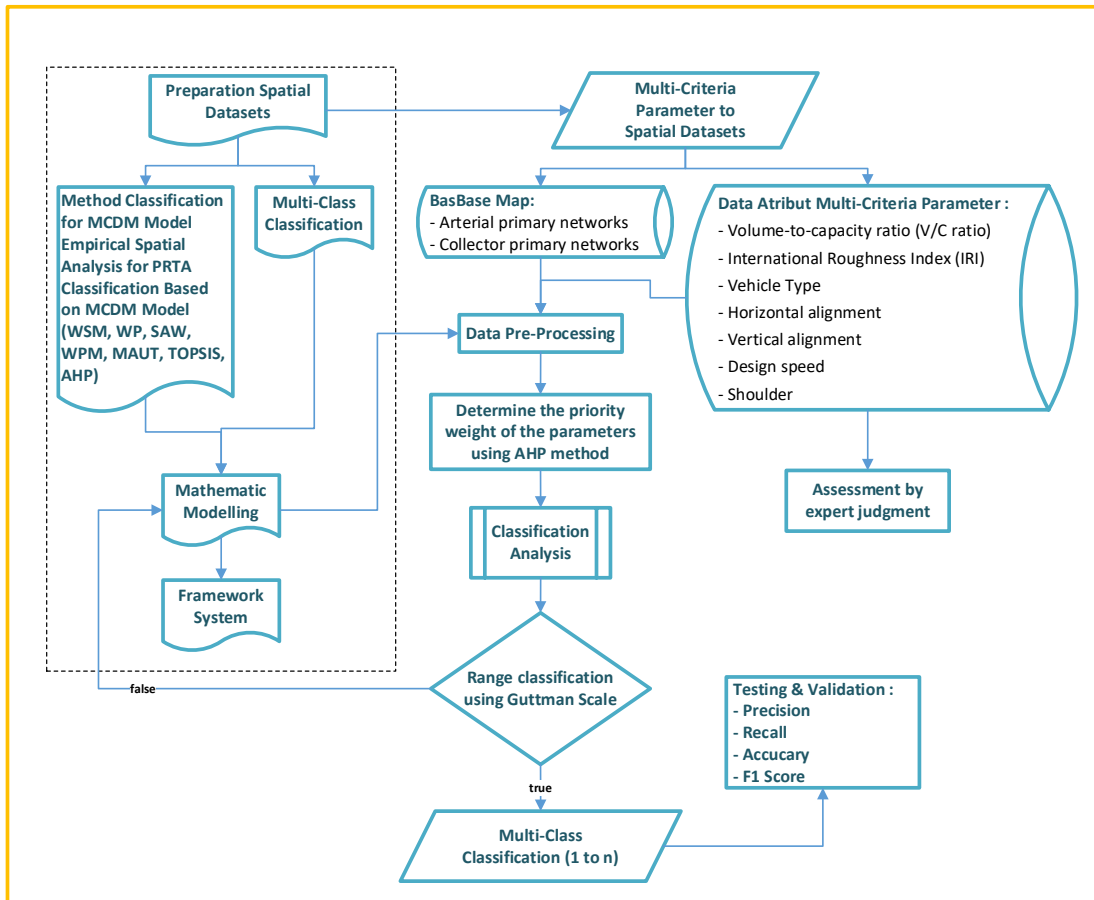 Preparation Spatial
Datasets
Multi-Criteria
Parameter to
Spatial Datasets
Method Classification
for MCDM Model
Empirical Spatial
Analysis for PRTA
Classification Based
on MCDM Model
(WSM, WP, SAW,
WPM, MAUT, TOPSIS,
AHP)
Multi-Class
Classification
BasBase Map:
- Arterial primary networks
- Collector primary networks
Data Atribut Multi-Criteria Parameter :
- Volume-to-capacity ratio (V/C ratio)
- International Roughness Index (IRI)
- Vehicle Type
- Horizontal alignment
- Vertical alignment
- Design speed
- Shoulder
Data Pre-Processing
Determine the priority
weight of the parameters
using AHP method
Mathematic
Modelling
Assessment by
expert judgment
Classification
Analysis
Framework
System
Range classification
using Guttman Scale
false
true
Testing & Validation :
- Precision
- Recall
- Accucary
- F1 Score
Multi-Class
Classification (1 to n)